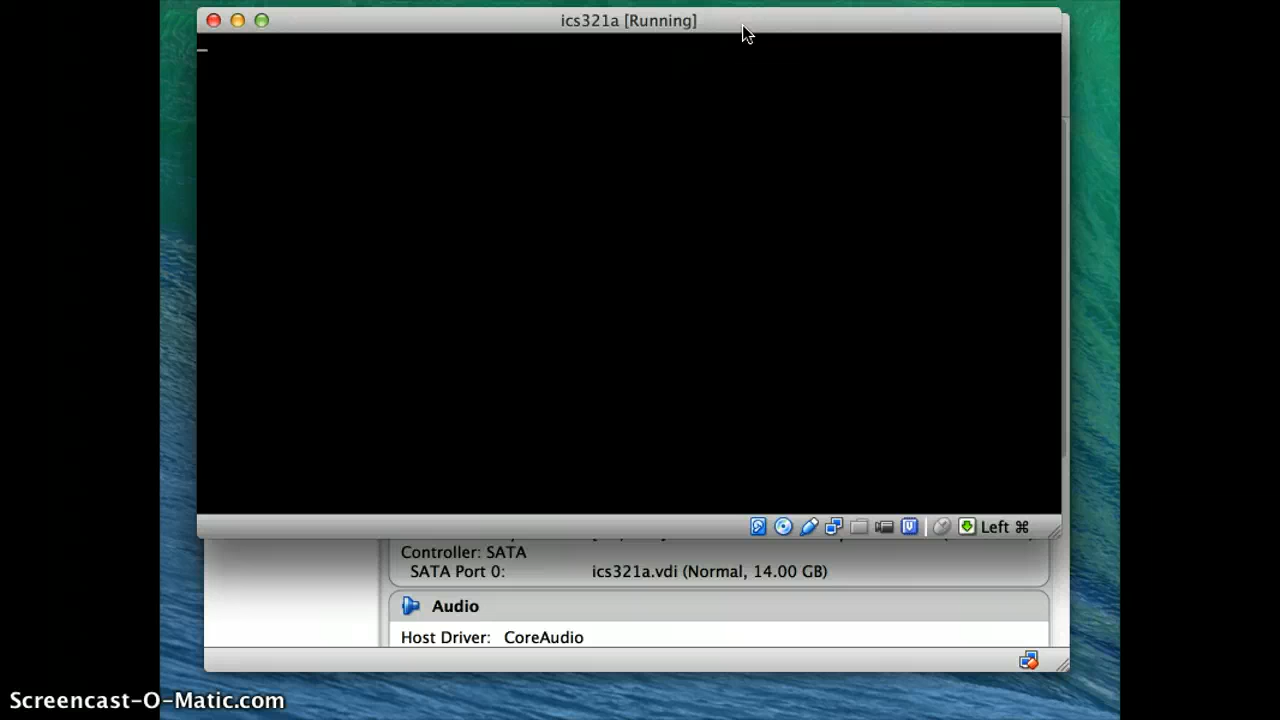 ics321a [Running]
Left ⌘
Controller: SATA
SATA Port 0: ics321a.vdi (Normal, 14.00 GB)
Audio
Host Driver: CoreAudio
Screencast-O-Matic.com